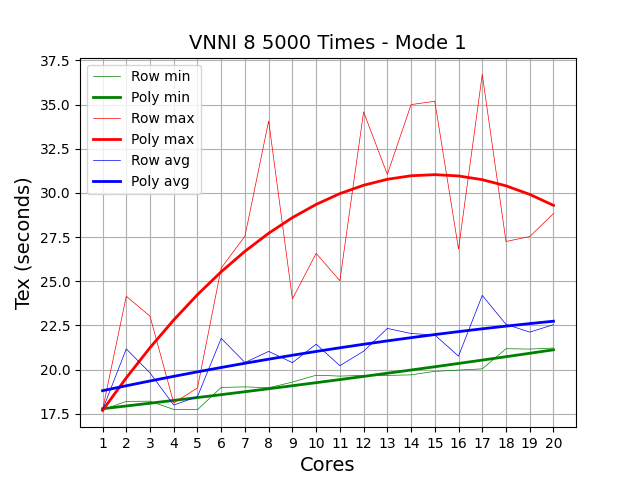 VNNI 8 5000 Times - Mode 1
Row min
Poly min
Row max
Poly max
Row avg
Poly avg
Tex (seconds)
37.5
35.0
32.5
30.0
27.5
25.0
22.5
20.0
17.5
1 2 3 4 5 6 7 8 9 10 11 12 13 14 15 16 17 18 19 20
Cores